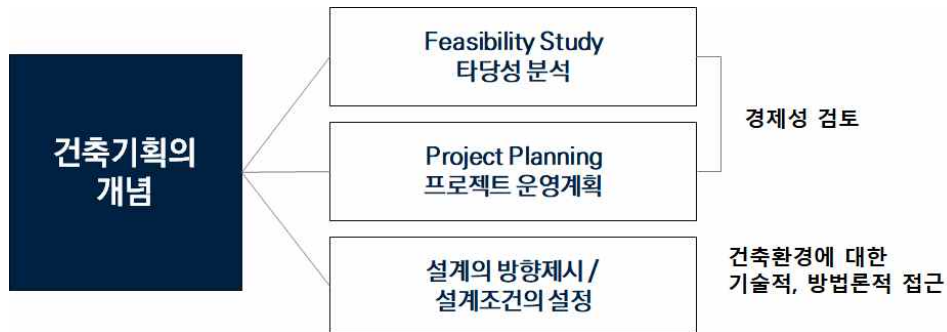 건축기획의
개념
Feasibility Study
타당성 분석
Project Planning
프로젝트 운영계획
설계의 방향제시 /
설계조건의 설정
경제성 검토
건축환경에 대한
기술적, 방법론적 접근